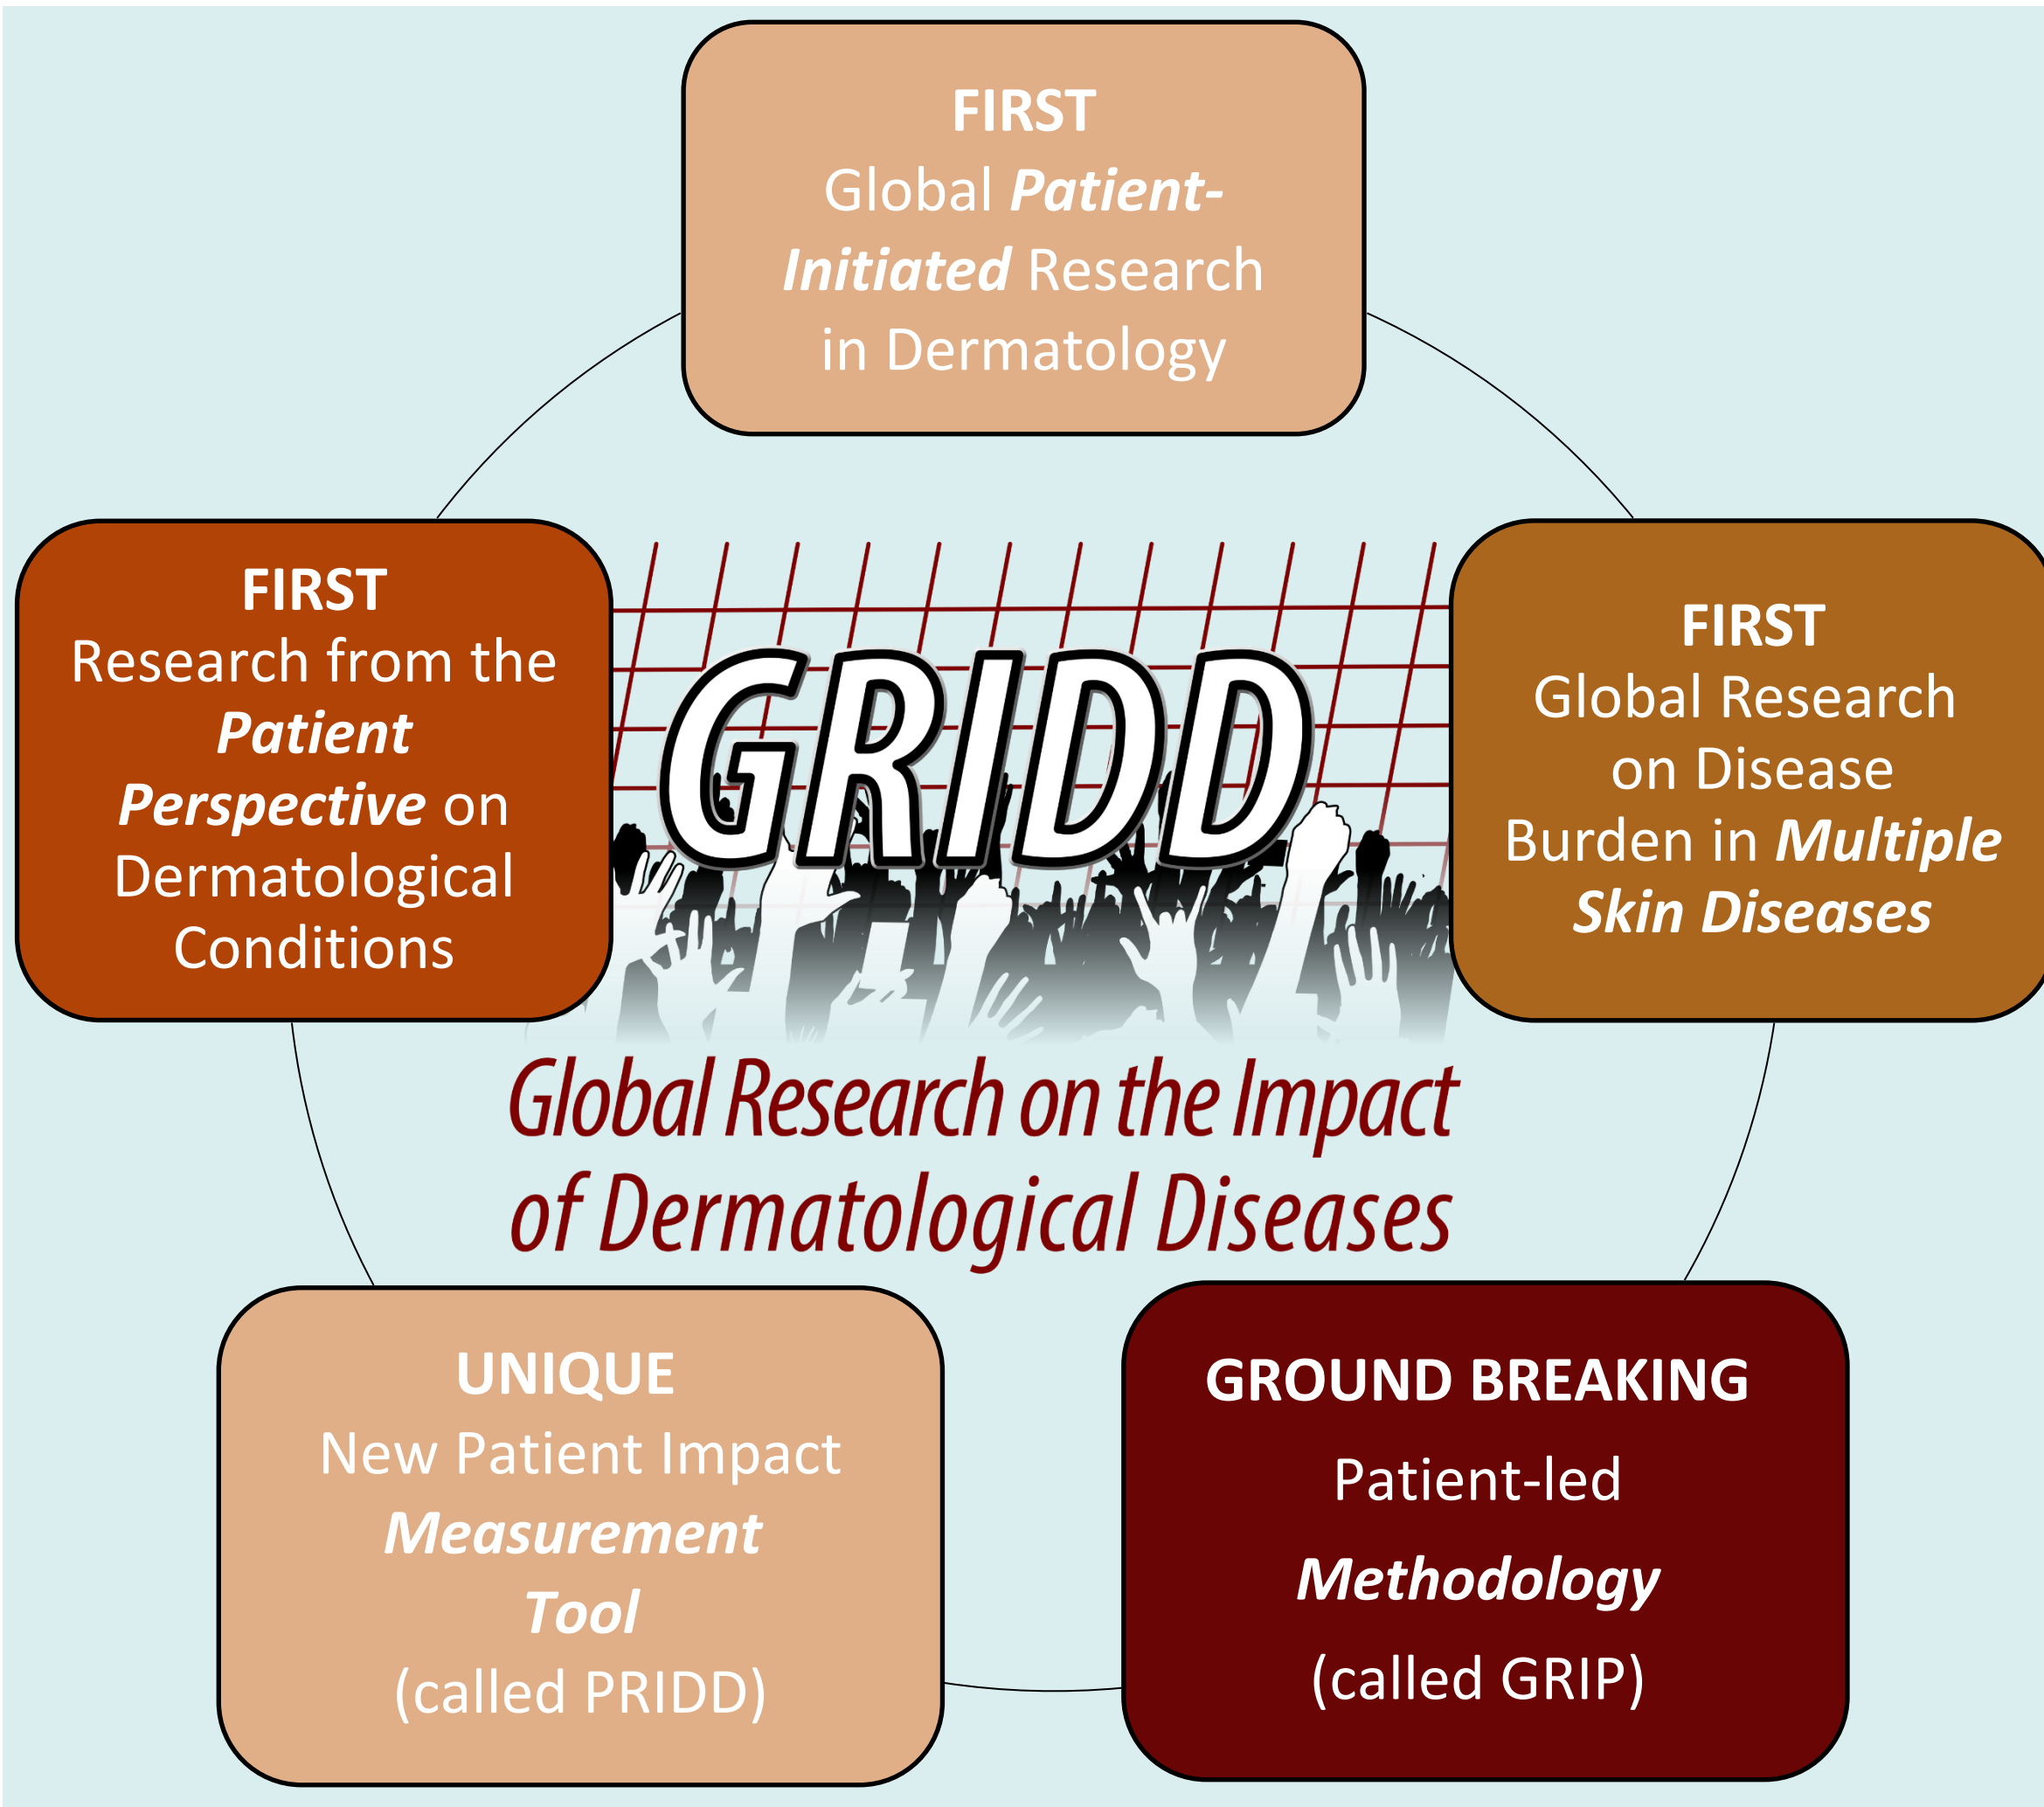 FIRST
Global Patient-
Initiated Research
in Dermatology
FIRST
Research from the
Patient
Perspective on
Dermatological
Conditions
GRIDD
Global Research on the Impact
of Dermatological Diseases
FIRST
Global Research
on Disease
Burden in Multiple
Skin Diseases
UNIQUE
New Patient Impact
Measurement
Tool
(called PRIDD)
GROUND BREAKING
Patient-led
Methodology
(called GRIP)